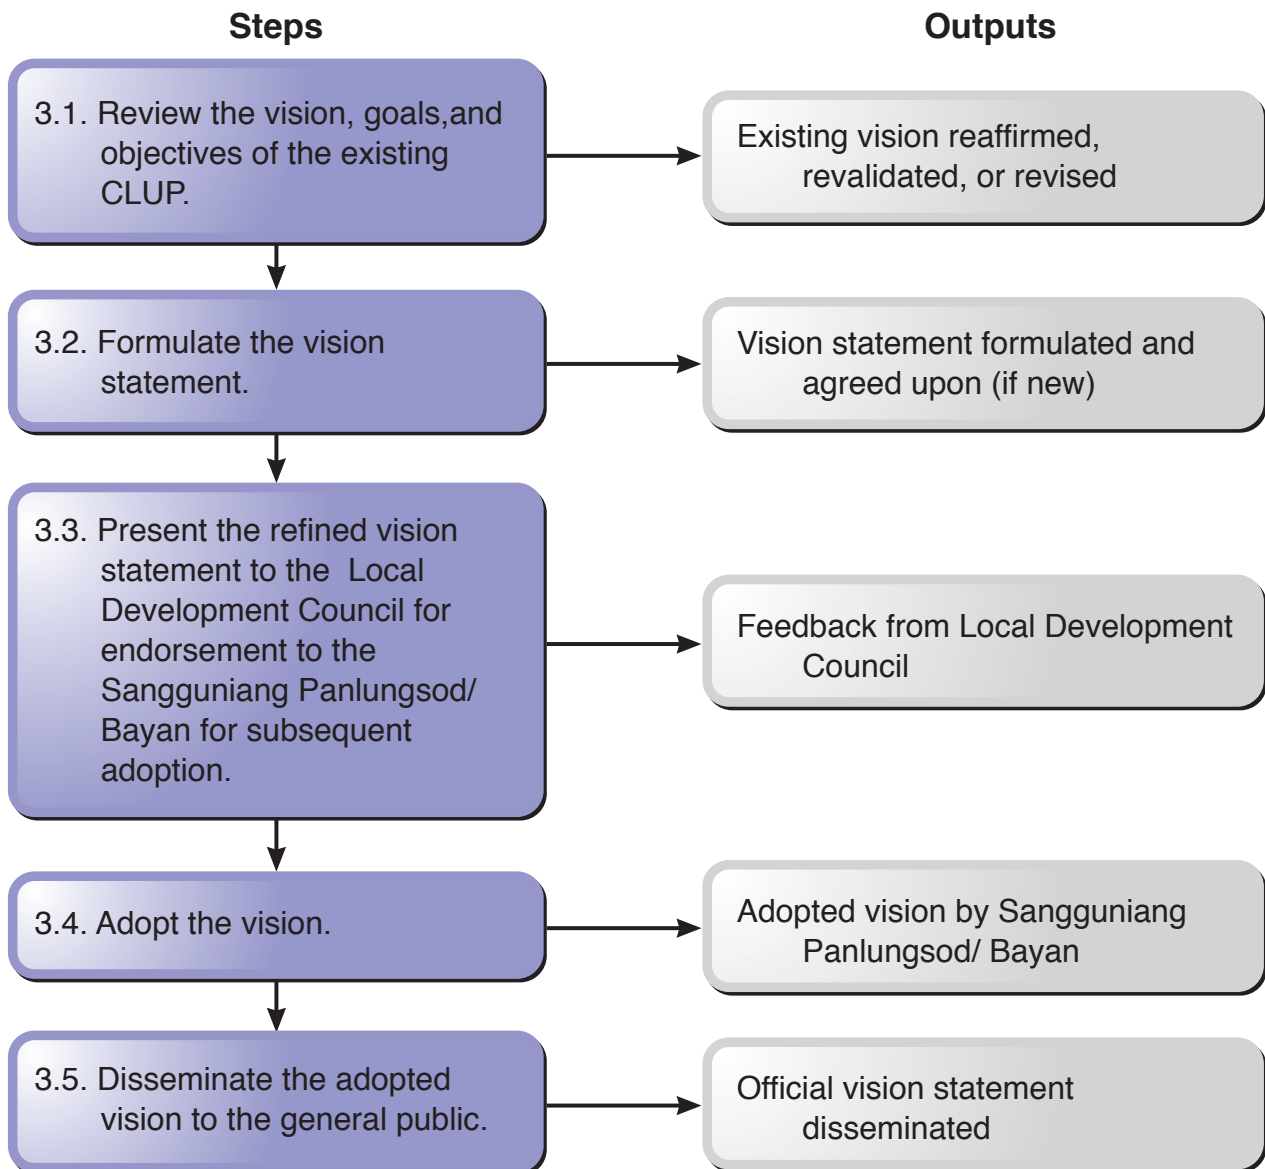 Steps
Outputs
3.1. Review the vision, goals,and
objectives of the existing
CLUP.
Existing vision reaffirmed,
revalidated, or revised
3.2. Formulate the vision
statement.
Vision statement formulated and
agreed upon (if new)
3.3. Present the refined vision
statement to the  Local
Development Council for
endorsement to the
Sangguniang Panlungsod/
Bayan for subsequent
adoption.
Feedback from Local Development
Council
3.4. Adopt the vision.
Adopted vision by Sangguniang
Panlungsod/ Bayan
3.5. Disseminate the adopted
vision to the general public.
Official vision statement
disseminated